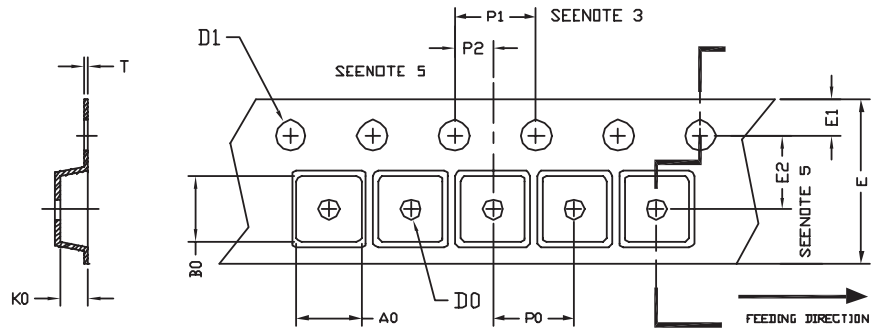 P1
SEENOTE 3
D1
P2
T
SEENOTE 5
E1
E2
E
SEENOTE 5
B0
K0
A0
D0
P0
FEEDING DIRECTION